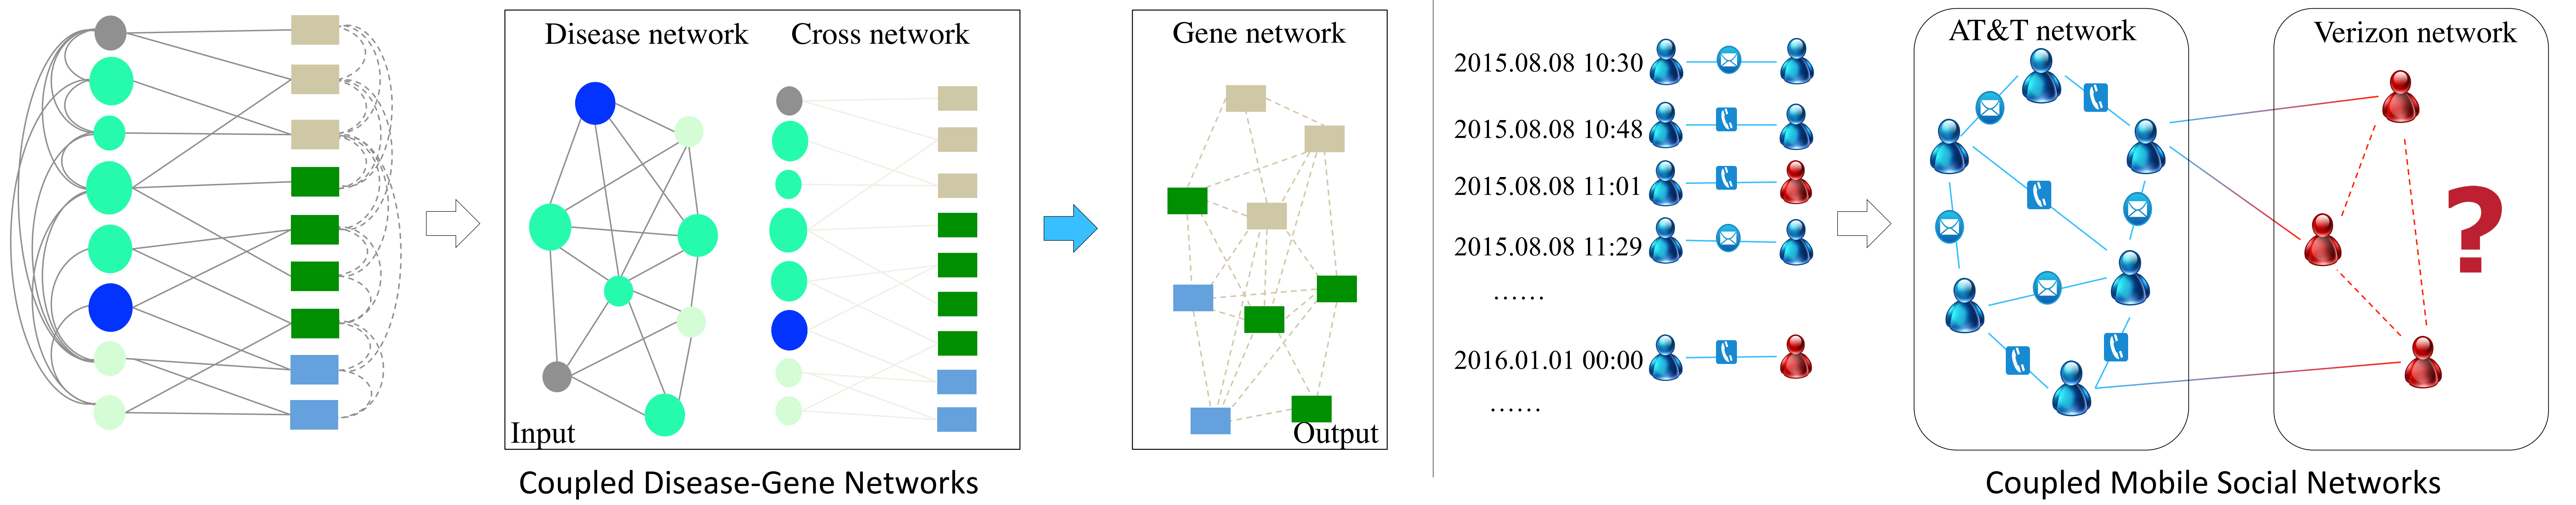 Disease network
Cross network
Input
Gene network
Output
Coupled Disease-Gene Networks
2015.08.08 10:30
2015.08.08 10:48
2015.08.08 11:01
2015.08.08 11:29
......
2016.01.01 00:00
......
AT&T network
Verizon network
?
Coupled Mobile Social Networks